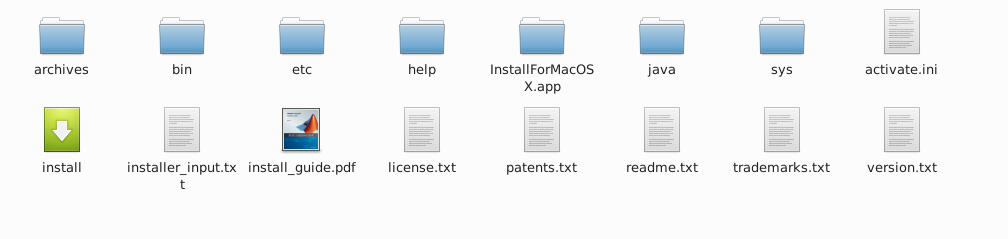 archives
bin
etc
help
InstallForMacOS
X.app
java
sys
activate.ini
install
installer_input.tx
t
install_guide.pdf
license.txt
patents.txt
readme.txt
trademarks.txt
version.txt